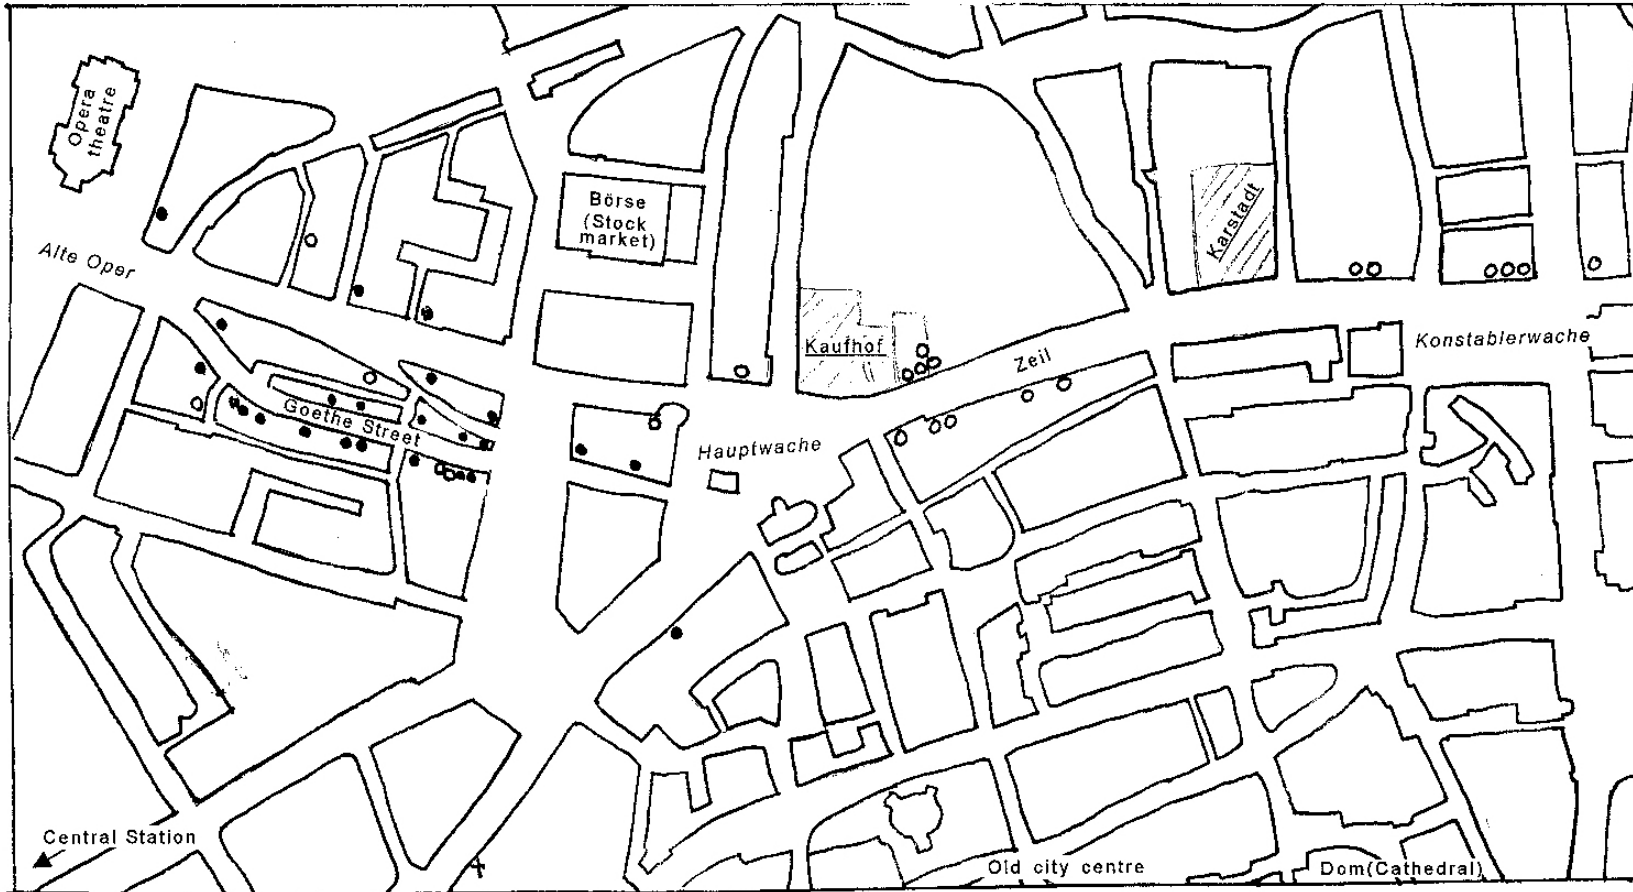 Opera
theatre
Börse
(Stock
market)
Karstadt
Alte Oper
Kaufhof
Zeil
Konstablerwache
Goethe Street
Hauptwache
Central Station
Old city centre
Dom(Cathedral)